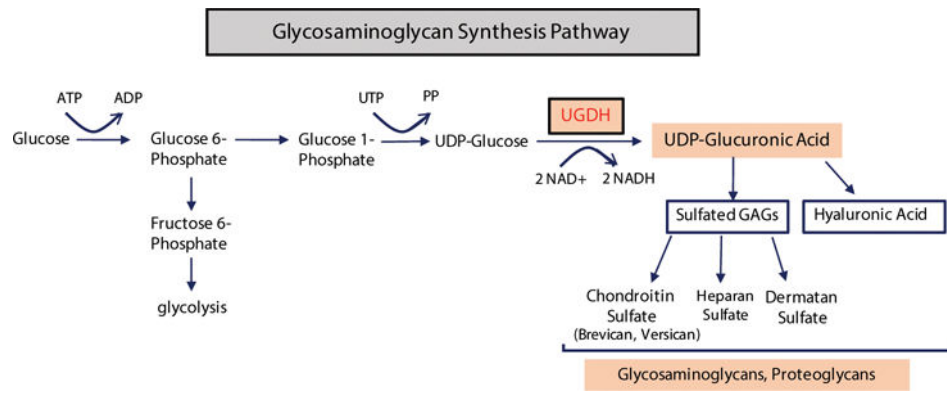 Glycosaminoglycan Synthesis Pathway
ATP
ADP
UTP
PP
UGDH
Glucose
Glucose 6-
Phosphate
Glucose 1-
Phosphate
UDP-Glucose
UDP-Glucuronic Acid
2 NAD+
2 NADH
Fructose 6-
Phosphate
glycolysis
Sulfated GAGs
Hyaluronic Acid
Chondroitin
Sulfate
(Brevican, Versican)
Heparan
Sulfate
Dermatan
Sulfate
Glycosaminoglycans, Proteoglycans